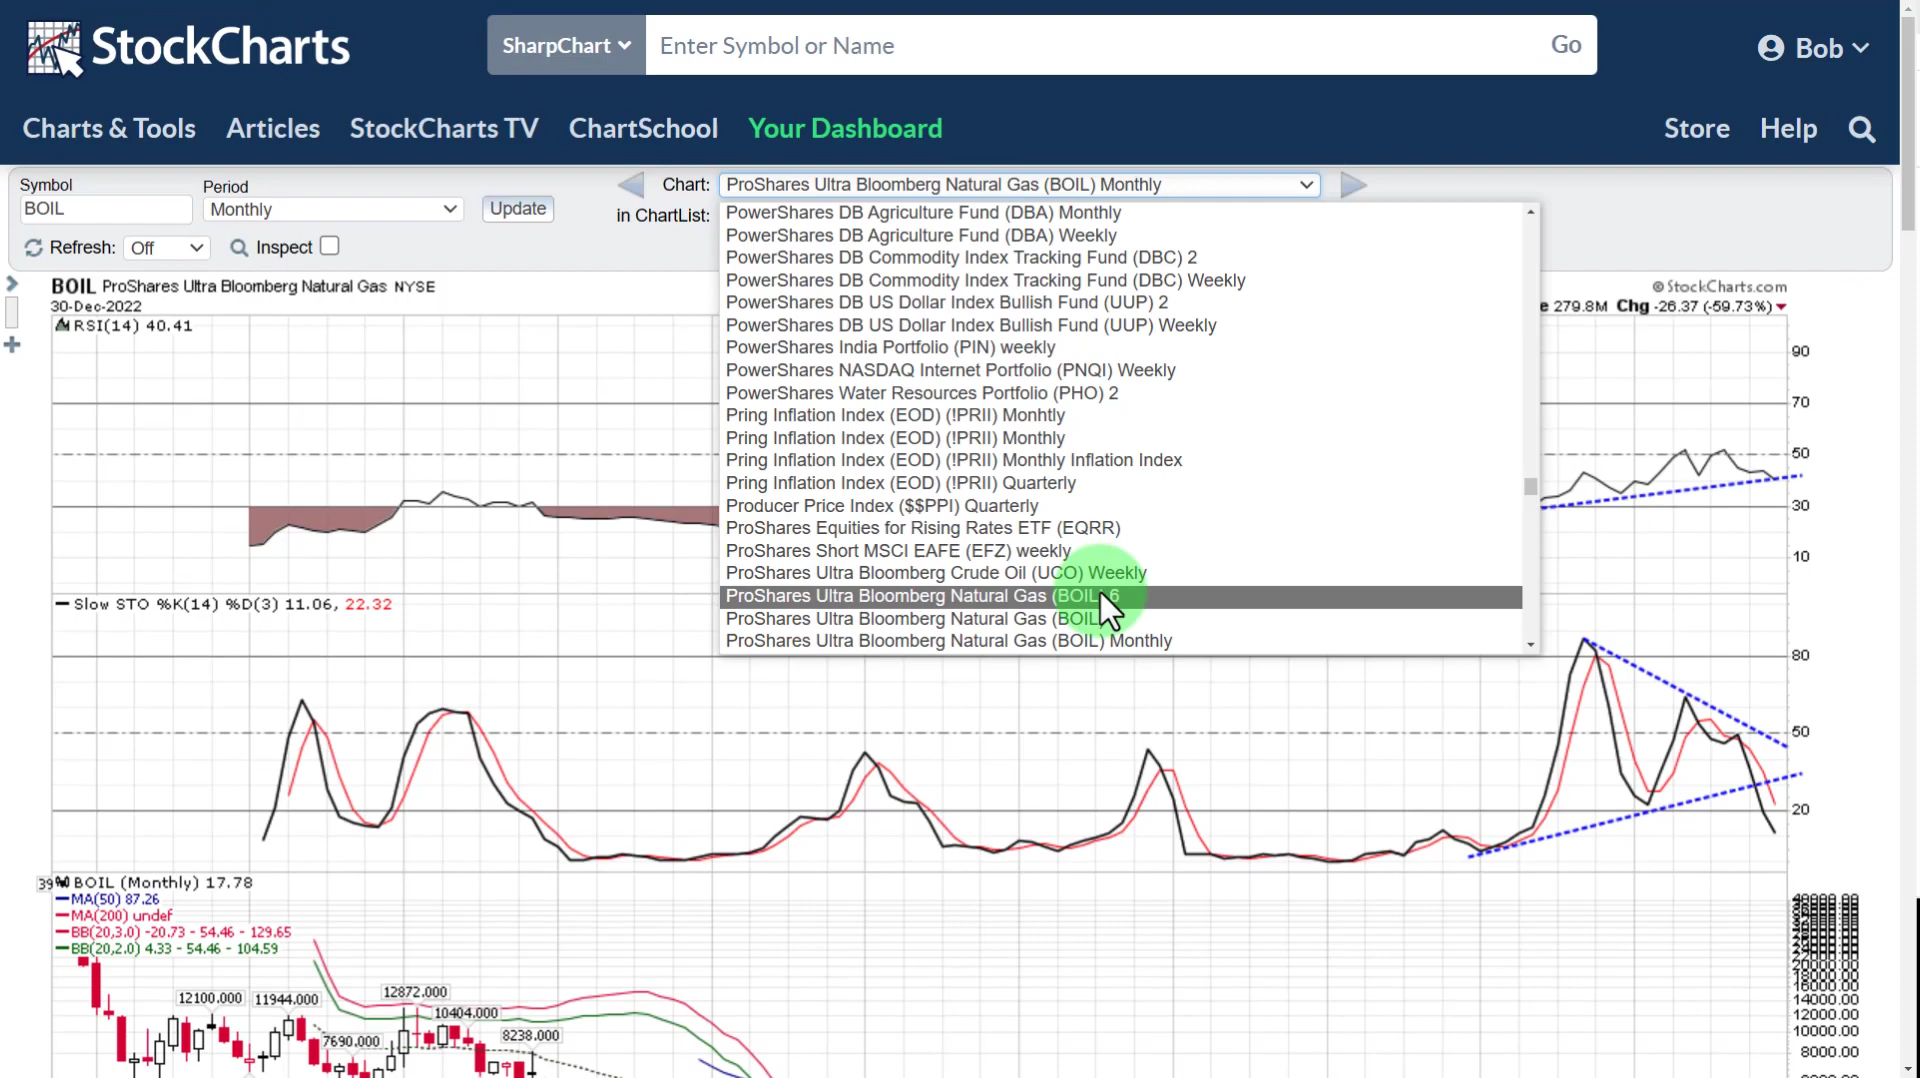 StockCharts
SharpChart
Enter Symbol or Name
Go
Bob
Charts & Tools
Articles
StockCharts TV
ChartSchool
Your Dashboard
Store
Help
Symbol
BOIL
Period
Monthly
Update
Refresh:
Off
Inspect
Chart:
ProShares Ultra Bloomberg Natural Gas (BOIL) Monthly
in ChartList:
PowerShares DB Agriculture Fund (DBA) Monthly
PowerShares DB Agriculture Fund (DBA) Weekly
PowerShares DB Commodity Index Tracking Fund (DBC) 2
PowerShares DB Commodity Index Tracking Fund (DBC) Weekly
PowerShares DB US Dollar Index Bullish Fund (UUP) 2
PowerShares DB US Dollar Index Bullish Fund (UUP) Weekly
PowerShares India Portfolio (PIN) weekly
PowerShares NASDAQ Internet Portfolio (PNQI) Weekly
PowerShares Water Resources Portfolio (PHO) 2
Pring Inflation Index (EOD) (!PRII) Monhtly
Pring Inflation Index (EOD) (!PRII) Monthly
Pring Inflation Index (EOD) (!PRII) Monthly Inflation Index
Pring Inflation Index (EOD) (!PRII) Quarterly
Producer Price Index ($$PPI) Quarterly
ProShares Equities for Rising Rates ETF (EQRR)
ProShares Short MSCI EAFE (EFZ) weekly
ProShares Ultra Bloomberg Crude Oil (UCO) Weekly
ProShares Ultra Bloomberg Natural Gas (BOIL) 6
ProShares Ultra Bloomberg Natural Gas (BOIL)
ProShares Ultra Bloomberg Natural Gas (BOIL) Monthly
BOIL ProShares Ultra Bloomberg Natural Gas NYSE
30-Dec-2022
© StockCharts.com
e 279.8M Chg -26.37 (-59.73%)
RSI(14) 40.41
90
70
50
30
10
Slow STO %K(14) %D(3) 11.06, 22.32
80
50
20
39
BOIL (Monthly) 17.78
MA(50) 87.26
MA(200) undef
BB(20,3.0) -20.73 - 54.46 - 129.65
BB(20,2.0) 4.33 - 54.46 - 104.59
12100.000
11944.000
12872.000
10404.000
7690.000
8238.000
40000.00
20000.00
18000.00
16000.00
14000.00
12000.00
10000.00
8000.00